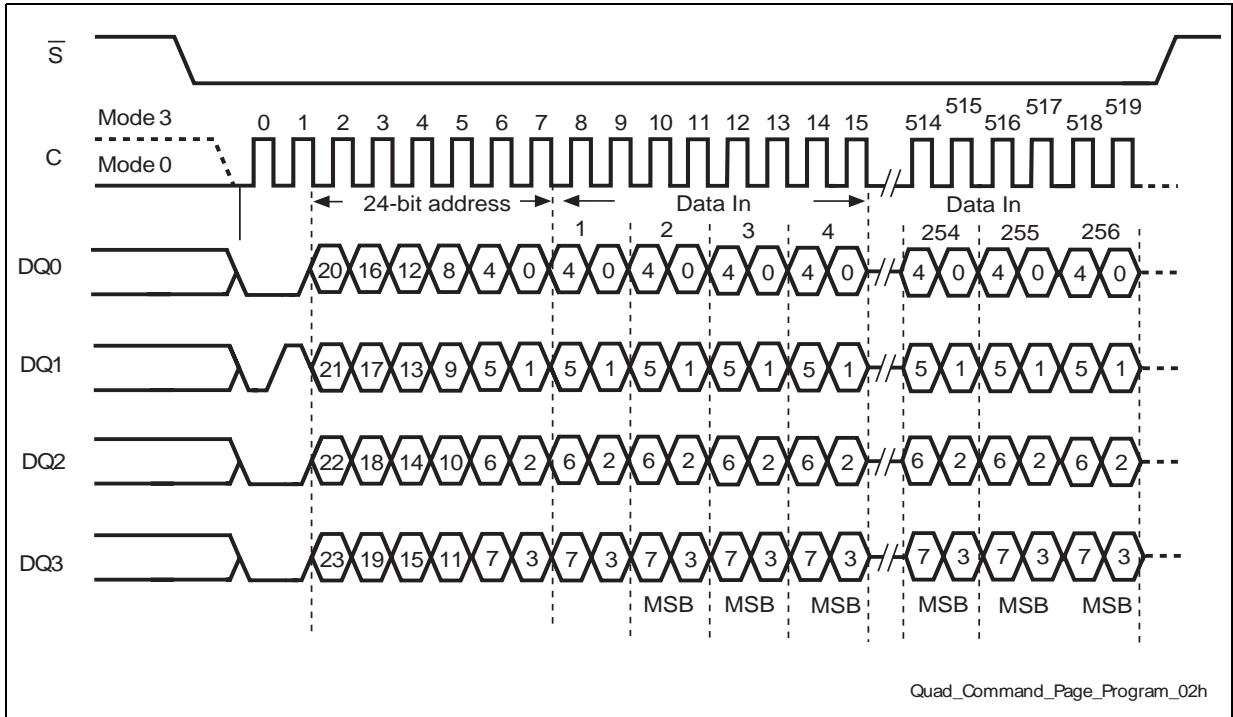 S
Mode 3
C
Mode 0
0 1 2 3 4 5 6 7 8 9 10 11 12 13 14 15 514 515 516 517 518 519
24-bit address Data In Data In
1 2 3 4 254 255 256
DQ0 20 16 12 8 4 0 4 0 4 0 4 0 4 0 4 0 4 0 4 0
DQ1 21 17 13 9 5 1 5 1 5 1 5 1 5 1 5 1 5 1 5 1
DQ2 22 18 14 10 6 2 6 2 6 2 6 2 6 2 6 2 6 2 6 2
DQ3 23 19 15 11 7 3 7 3 7 3 7 3 7 3 7 3 7 3 7 3
MSB MSB MSB MSB MSB MSB
Quad_Command_Page_Program_02h